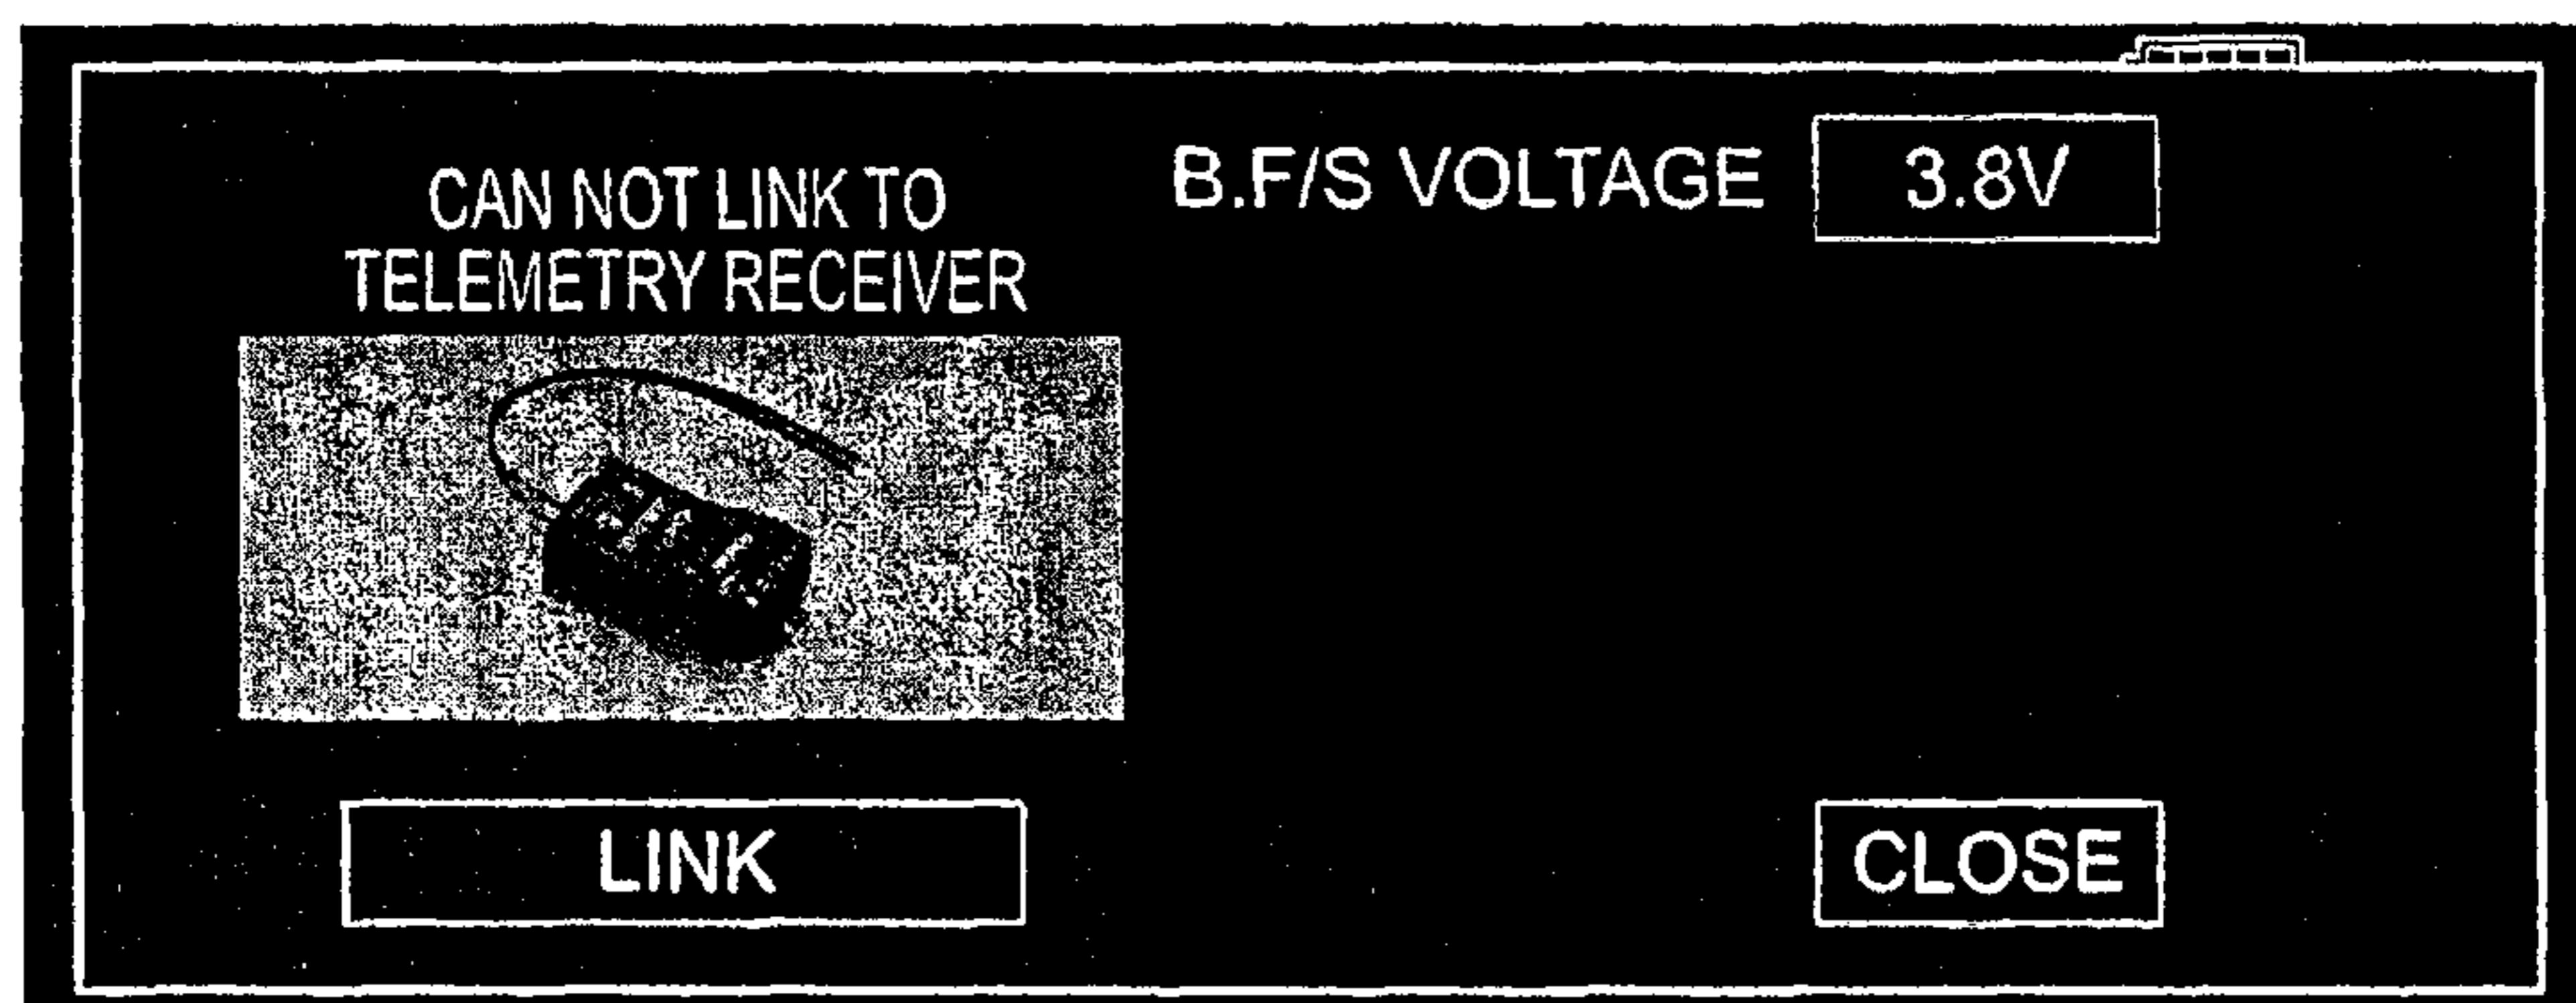 CAN NOT LINK TO
TELEMETRY RECEIVER
B.F/S VOLTAGE 3.8V
LINK
CLOSE